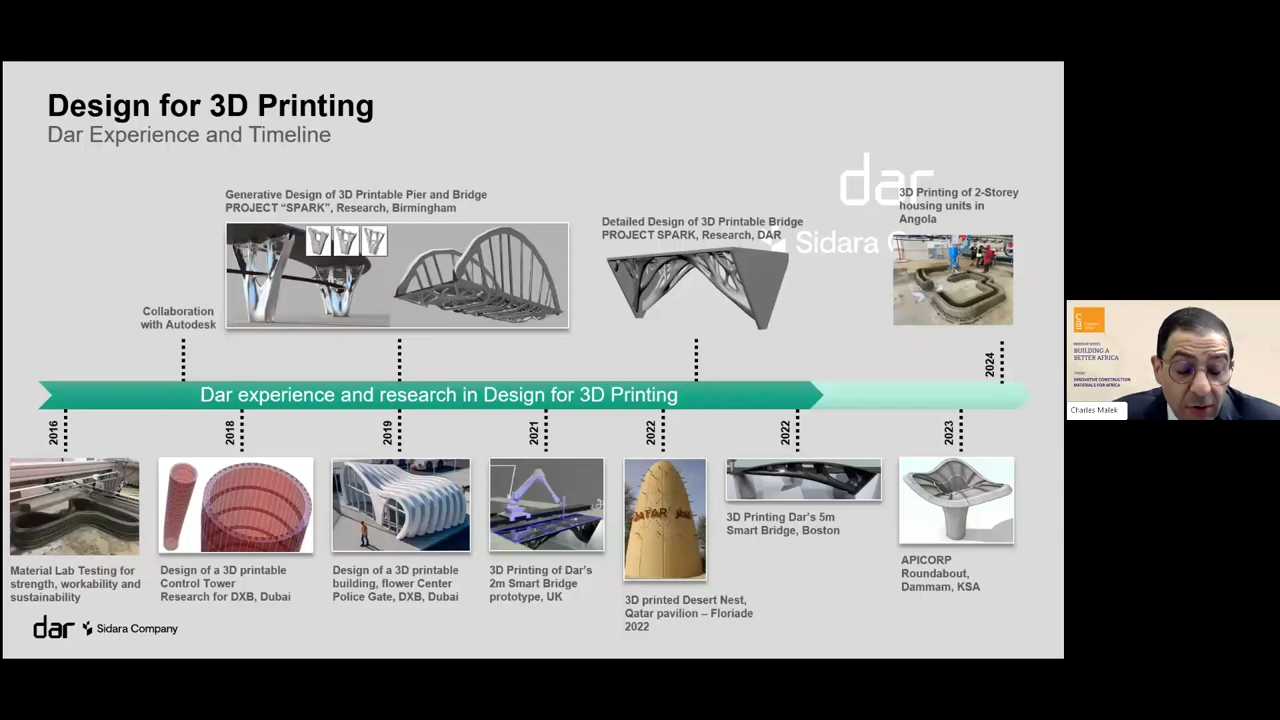 Design for 3D Printing
Dar Experience and Timeline
dar
Sidara
Generative Design of 3D Printable Pier and Bridge
PROJECT “SPARK”, Research, Birmingham
Detailed Design of 3D Printable Bridge
PROJECT SPARK, Research, DAR
3D Printing of 2-Storey
housing units in
Angola
Collaboration
with Autodesk
2024
Dar experience and research in Design for 3D Printing
2016
2018
2019
2021
2022
2022
2023
QATAR
Material Lab Testing for
strength, workability and
sustainability
Design of a 3D printable
Control Tower
Research for DXB, Dubai
Design of a 3D printable
building, flower Center
Police Gate, DXB, Dubai
3D Printing of Dar’s
2m Smart Bridge
prototype, UK
3D printed Desert Nest,
Qatar pavilion – Floriade
2022
3D Printing Dar’s 5m
Smart Bridge, Boston
APICORP
Roundabout,
Dammam, KSA
dar Sidara Company
BUILDING A
BETTER AFRICA
INNOVATIVE CONSTRUCTION
MATERIALS FOR AFRICA
Charles Malek